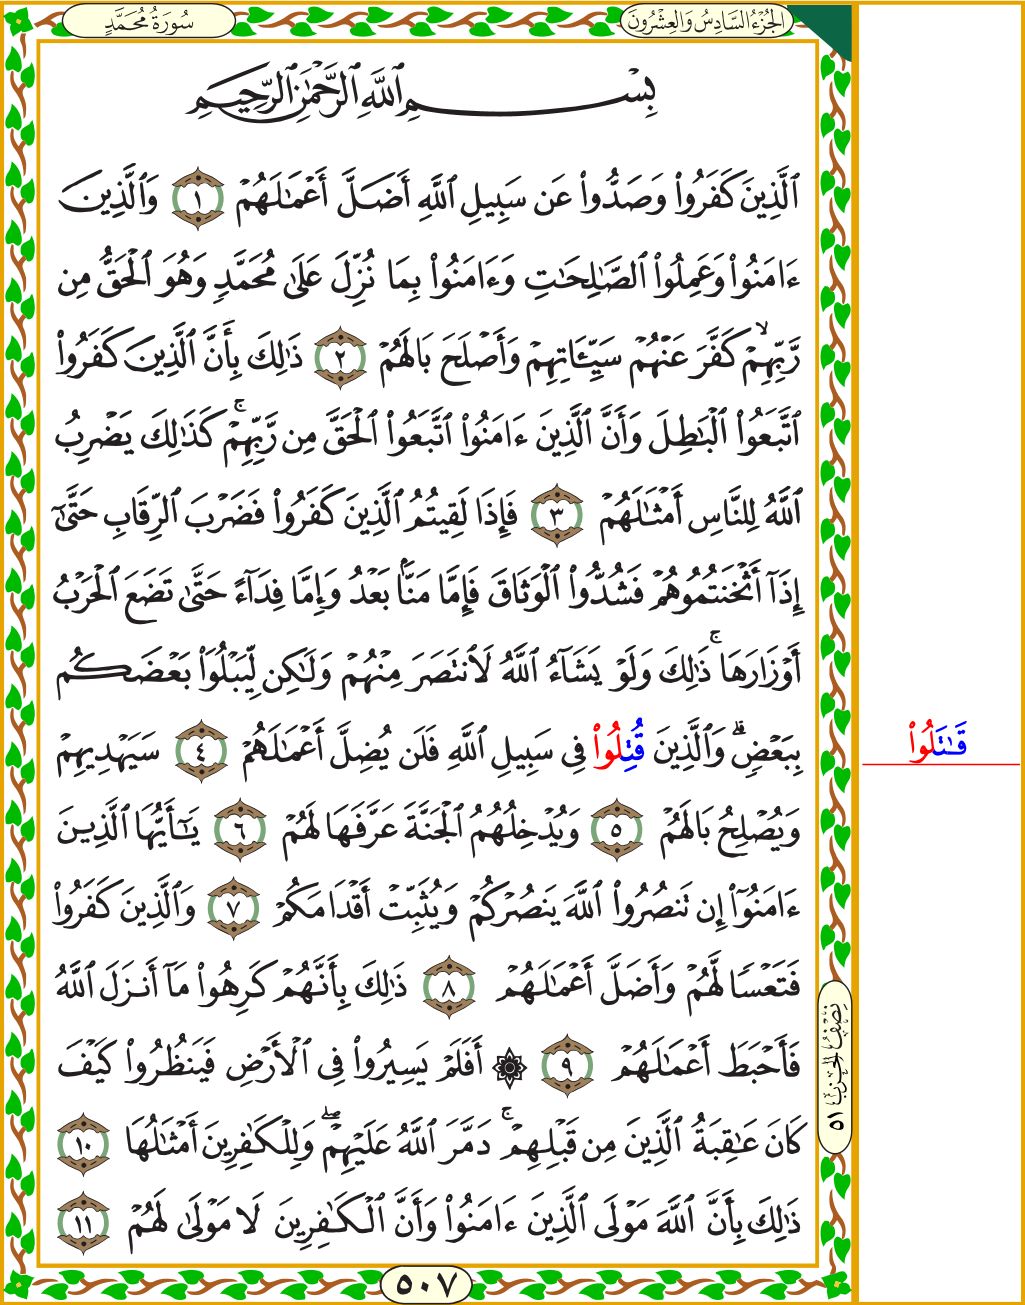 سُورَةُ مُحَمَّدٍ
الجُزْءُ السَّادِسُ وَالعِشْرُونَ
بِسْمِ ٱللَّهِ ٱلرَّحْمَٰنِ ٱلرَّحِيمِ
ٱلَّذِينَ كَفَرُوا۟ وَصَدُّوا۟ عَن سَبِيلِ ٱللَّهِ أَضَلَّ أَعْمَٰلَهُمْ ١ وَٱلَّذِينَ
ءَامَنُوا۟ وَعَمِلُوا۟ ٱلصَّٰلِحَٰتِ وَءَامَنُوا۟ بِمَا نُزِّلَ عَلَىٰ مُحَمَّدٍ وَهُوَ ٱلْحَقُّ مِن
رَّبِّهِمْ ۙ كَفَّرَ عَنْهُمْ سَيِّـَٔاتِهِمْ وَأَصْلَحَ بَالَهُمْ ٢ ذَٰلِكَ بِأَنَّ ٱلَّذِينَ كَفَرُوا۟
ٱتَّبَعُوا۟ ٱلْبَٰطِلَ وَأَنَّ ٱلَّذِينَ ءَامَنُوا۟ ٱتَّبَعُوا۟ ٱلْحَقَّ مِن رَّبِّهِمْ ۚ كَذَٰلِكَ يَضْرِبُ
ٱللَّهُ لِلنَّاسِ أَمْثَٰلَهُمْ ٣ فَإِذَا لَقِيتُمُ ٱلَّذِينَ كَفَرُوا۟ فَضَرْبَ ٱلرِّقَابِ حَتَّىٰٓ
إِذَآ أَثْخَنتُمُوهُمْ فَشُدُّوا۟ ٱلْوَثَاقَ فَإِمَّا مَنًّۢا بَعْدُ وَإِمَّا فِدَآءً حَتَّىٰ تَضَعَ ٱلْحَرْبُ
أَوْزَارَهَا ۚ ذَٰلِكَ وَلَوْ يَشَآءُ ٱللَّهُ لَٱنتَصَرَ مِنْهُمْ وَلَٰكِن لِّيَبْلُوَا۟ بَعْضَكُم
بِبَعْضٍ ۗ وَٱلَّذِينَ قُتِلُوا۟ فِى سَبِيلِ ٱللَّهِ فَلَن يُضِلَّ أَعْمَٰلَهُمْ ٤ سَيَهْدِيهِمْ
قَٰتَلُوا۟
وَيُصْلِحُ بَالَهُمْ ٥ وَيُدْخِلُهُمُ ٱلْجَنَّةَ عَرَّفَهَا لَهُمْ ٦ يَٰٓأَيُّهَا ٱلَّذِينَ
ءَامَنُوٓا۟ إِن تَنصُرُوا۟ ٱللَّهَ يَنصُرْكُمْ وَيُثَبِّتْ أَقْدَامَكُمْ ٧ وَٱلَّذِينَ كَفَرُوا۟
فَتَعْسًا لَّهُمْ وَأَضَلَّ أَعْمَٰلَهُمْ ٨ ذَٰلِكَ بِأَنَّهُمْ كَرِهُوا۟ مَآ أَنزَلَ ٱللَّهُ
فَأَحْبَطَ أَعْمَٰلَهُمْ ٩ ۞ أَفَلَمْ يَسِيرُوا۟ فِى ٱلْأَرْضِ فَيَنظُرُوا۟ كَيْفَ
نِصْفُ الحِزْبِ ٥١
كَانَ عَٰقِبَةُ ٱلَّذِينَ مِن قَبْلِهِمْ ۚ دَمَّرَ ٱللَّهُ عَلَيْهِمْ ۖ وَلِلْكَٰفِرِينَ أَمْثَٰلُهَا ١٠
ذَٰلِكَ بِأَنَّ ٱللَّهَ مَوْلَى ٱلَّذِينَ ءَامَنُوا۟ وَأَنَّ ٱلْكَٰفِرِينَ لَا مَوْلَىٰ لَهُمْ ١١
٥٠٧